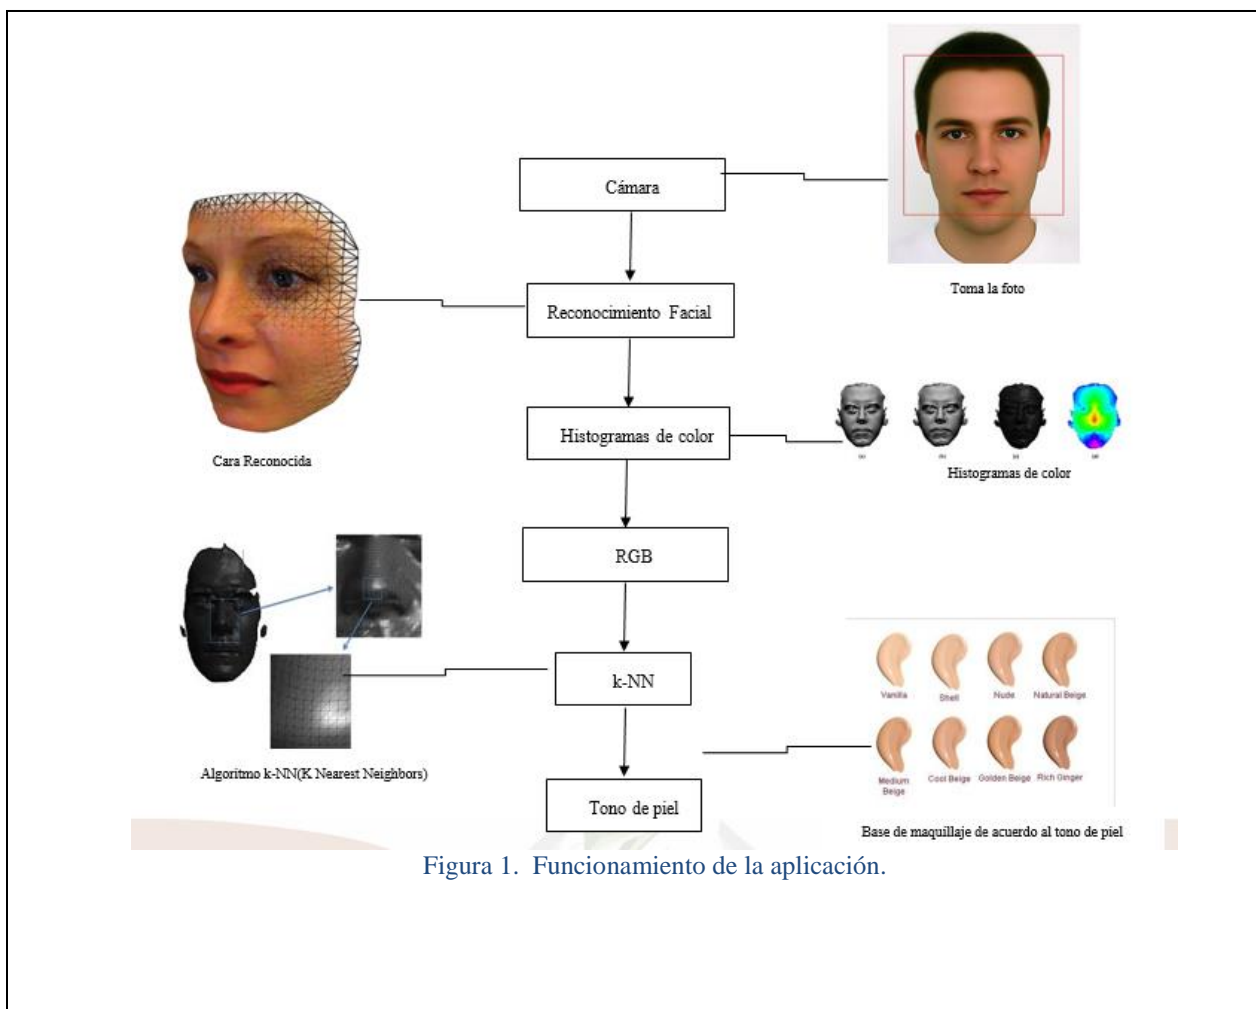 Cámara
Toma la foto
Reconocimiento Facial
Cara Reconocida
Histogramas de color
Histogramas de color
RGB
k-NN
Algoritmo k-NN(K Nearest Neighbors)
Vanilla
Shell
Nude
Natural Beige
Medium
Beige
Cool Beige
Golden Beige
Rich Ginger
Tono de piel
Base de maquillaje de acuerdo al tono de piel
Figura 1. Funcionamiento de la aplicación.